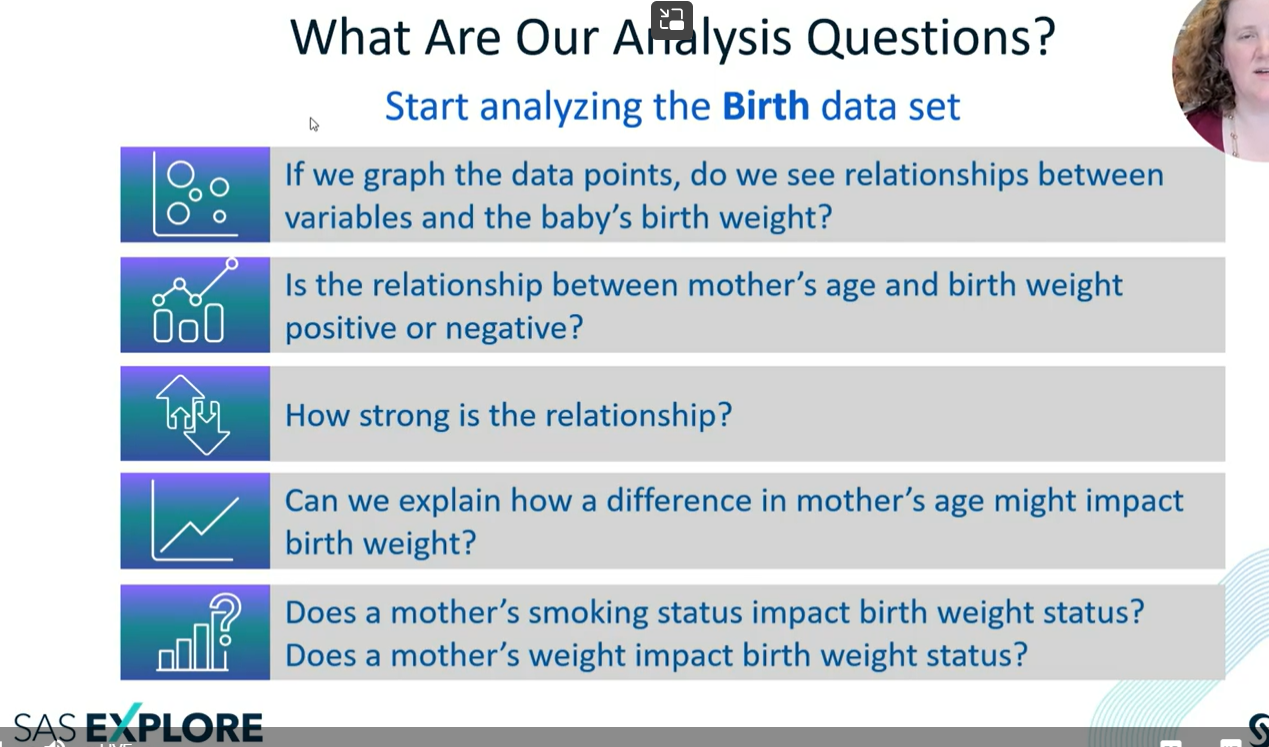 What Are Our Analysis Questions?
Start analyzing the Birth data set
If we graph the data points, do we see relationships between
variables and the baby's birth weight?
Is the relationship between mother's age and birth weight
positive or negative?
How strong is the relationship?
Can we explain how a difference in mother's age might impact
birth weight?
Does a mother's smoking status impact birth weight status?
Does a mother's weight impact birth weight status?
SAS EXPLORE
LIVE